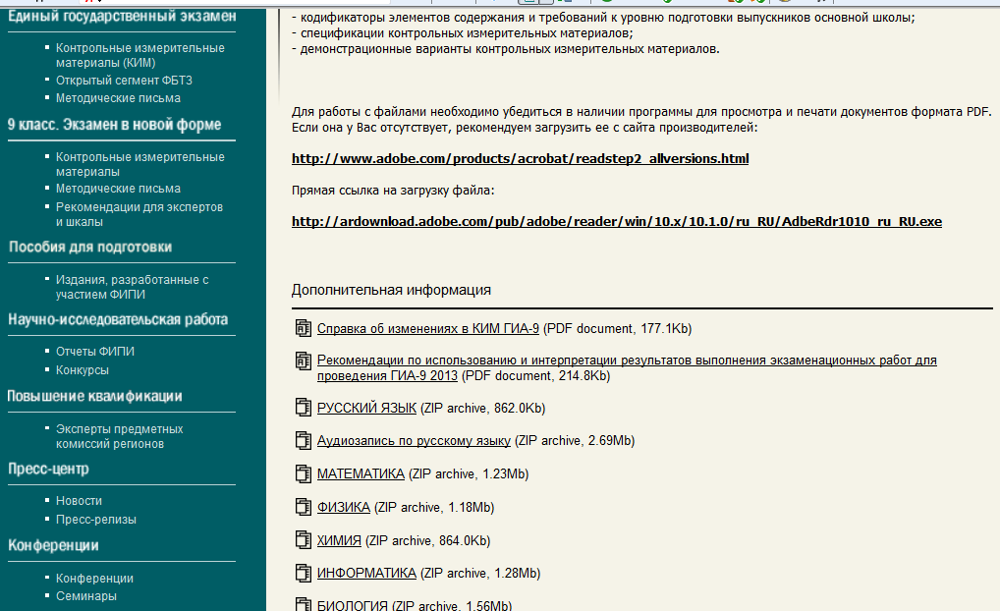 Единый государственный экзамен
Контрольные измерительные
материалы (КИМ)
Открытый сегмент ФБТЗ
Методические письма
9 класс. Экзамен в новой форме
Контрольные измерительные
материалы
Методические письма
Рекомендации для экспертов
и шкалы
Пособия для подготовки
Издания, разработанные с
участием ФИПИ
Научно-исследовательская работа
Отчеты ФИПИ
Конкурсы
Повышение квалификации
Эксперты предметных
комиссий регионов
Пресс-центр
Новости
Пресс-релизы
Конференции
Конференции
Семинары
- кодификаторы элементов содержания и требований к уровню подготовки выпускников основной школы;
- спецификации контрольных измерительных материалов;
- демонстрационные варианты контрольных измерительных материалов.
Для работы с файлами необходимо убедиться в наличии программы для просмотра и печати документов формата PDF.
Если она у Вас отсутствует, рекомендуем загрузить ее с сайта производителей:
http://www.adobe.com/products/acrobat/readstep2_allversions.html
Прямая ссылка на загрузку файла:
http://ardownload.adobe.com/pub/adobe/reader/win/10.x/10.1.0/ru_RU/AdbeRdr1010_ru_RU.exe
Дополнительная информация
Справка об изменениях в КИМ ГИА-9 (PDF document, 177.1Kb)
Рекомендации по использованию и интерпретации результатов выполнения экзаменационных работ для
проведения ГИА-9 2013 (PDF document, 214.8Kb)
РУССКИЙ ЯЗЫК (ZIP archive, 862.0Kb)
Аудиозапись по русскому языку (ZIP archive, 2.69Mb)
МАТЕМАТИКА (ZIP archive, 1.23Mb)
ФИЗИКА (ZIP archive, 1.18Mb)
ХИМИЯ (ZIP archive, 864.0Kb)
ИНФОРМАТИКА (ZIP archive, 1.28Mb)
БИОЛОГИЯ (ZIP archive, 1.56Mb)